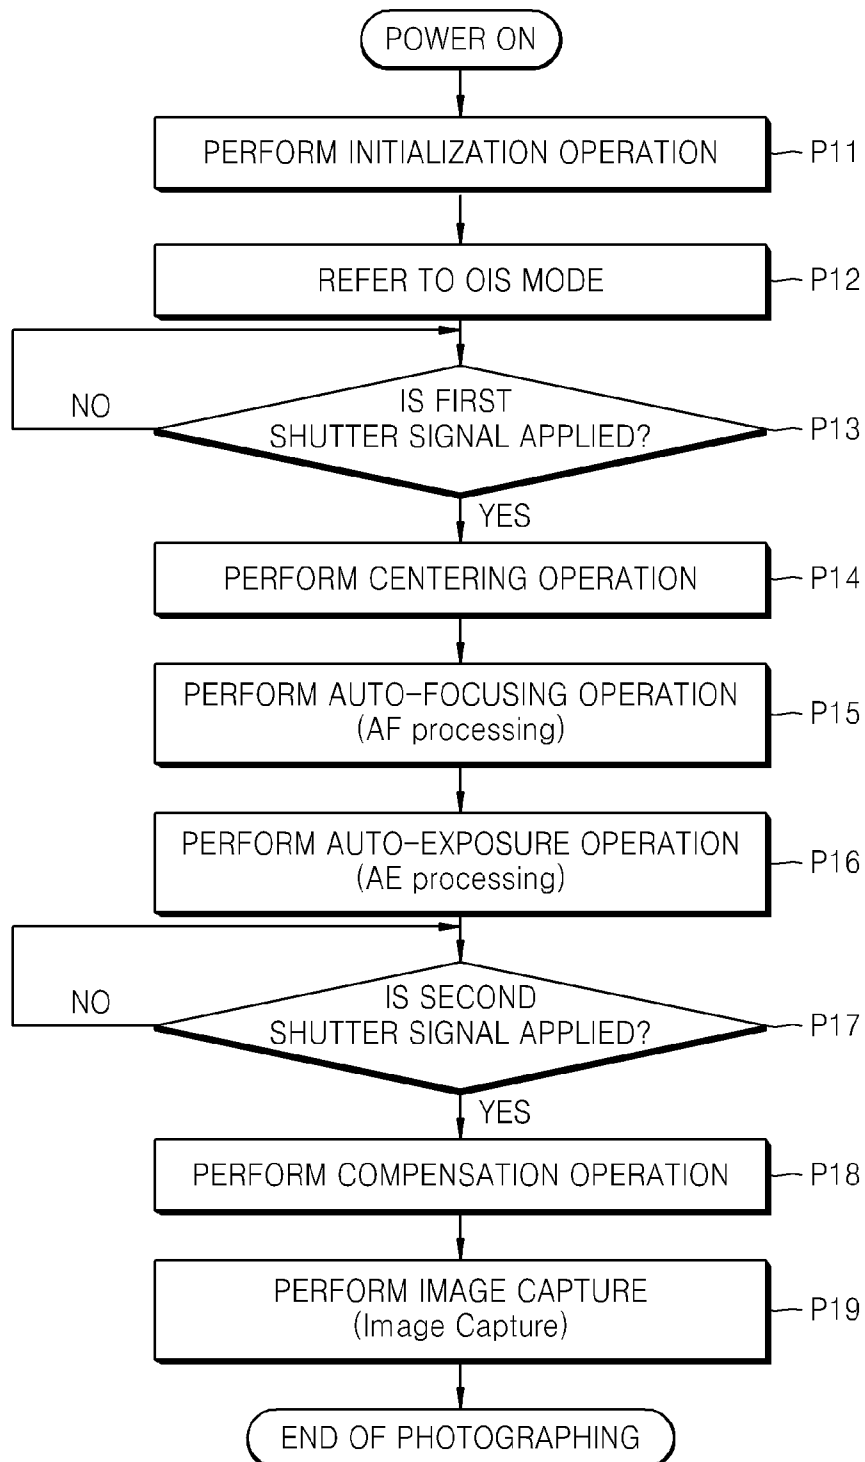 POWER ON
PERFORM INITIALIZATION OPERATION
P11
REFER TO OIS MODE
P12
IS FIRST
SHUTTER SIGNAL APPLIED?
NO
P13
YES
PERFORM CENTERING OPERATION
P14
PERFORM AUTO-FOCUSING OPERATION
(AF processing)
P15
PERFORM AUTO-EXPOSURE OPERATION
(AE processing)
P16
IS SECOND
SHUTTER SIGNAL APPLIED?
NO
P17
YES
PERFORM COMPENSATION OPERATION
P18
PERFORM IMAGE CAPTURE
(Image Capture)
P19
END OF PHOTOGRAPHING